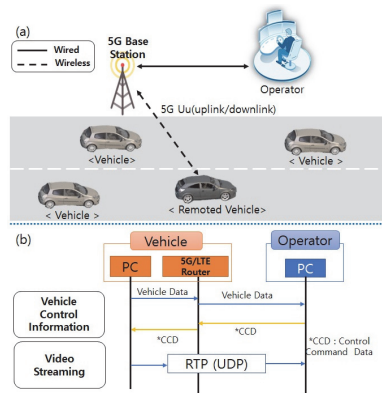 (a)
Wired
Wireless
5G Base
Station
Operator
5G Uu(uplink/downlink)
<Vehicle>
< Vehicle >
< Vehicle >
< Remoted Vehicle>
(b)
Vehicle
Operator
PC
5G/LTE
Router
PC
Vehicle
Control
Information
Vehicle Data
Vehicle Data
*CCD
*CCD
*CCD : Control
Command Data
Video
Streaming
RTP (UDP)